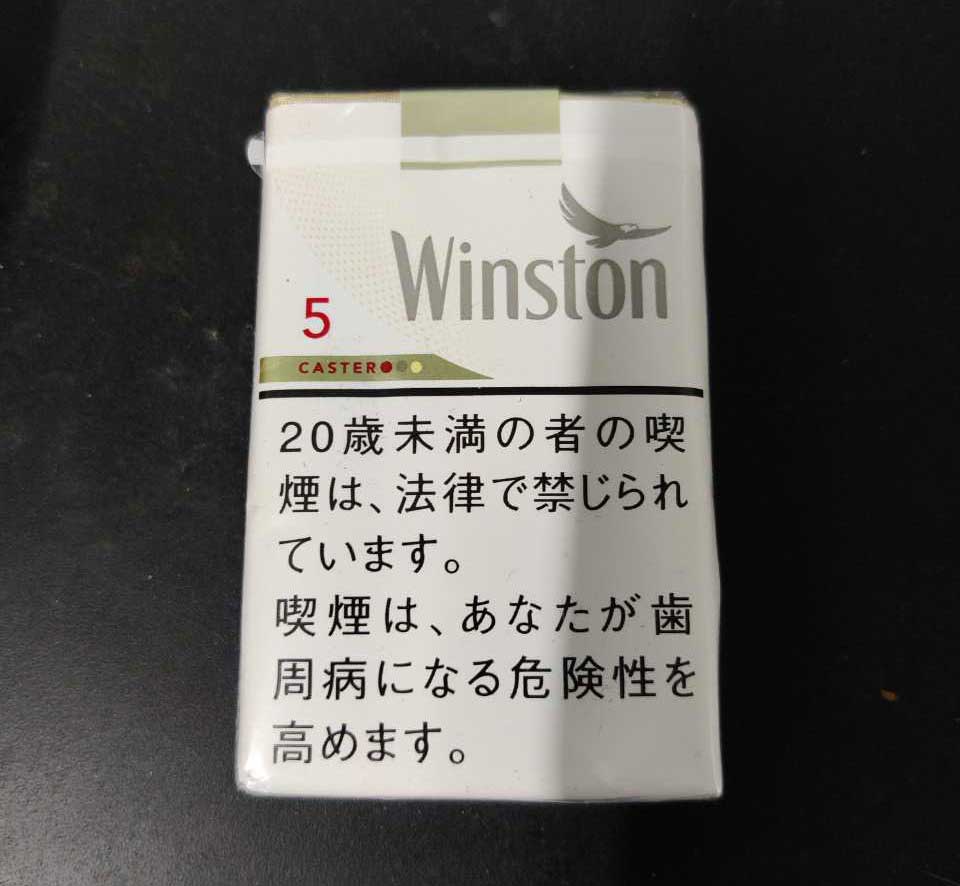 Winston
5
CASTER
20歳未満の者の喫
煙は、法律で禁じられ
ています。
喫煙は、あなたが歯
周病になる危険性を
高めます。